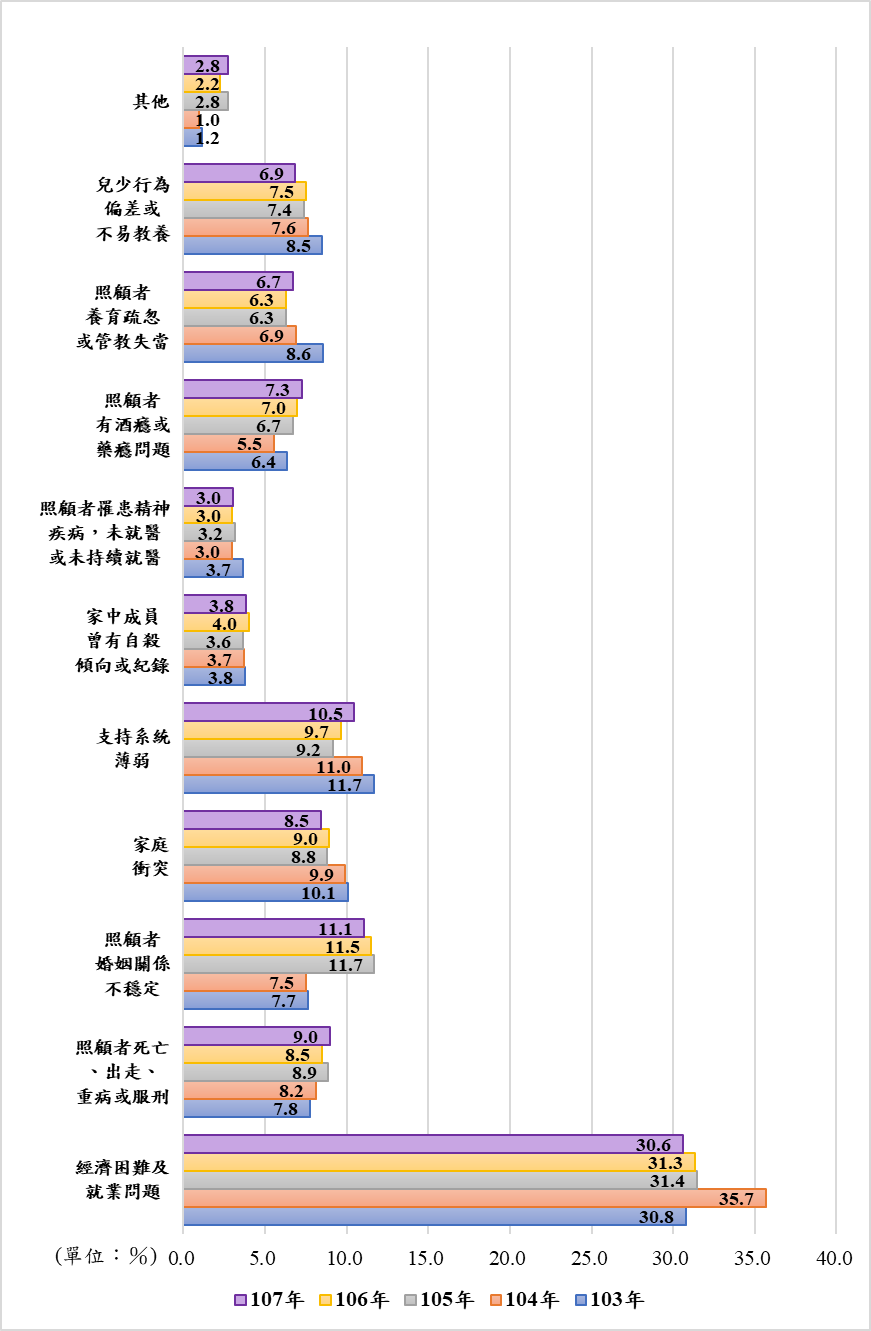 2.8
2.2
其他
2.8
1.0
1.2
6.9
兒少行為
7.5
偏差或
7.4
不易教養
7.6
8.5
6.7
照顧者
6.3
養育疏忽
6.3
或管教失當
6.9
8.6
7.3
照顧者
7.0
有酒癮或
6.7
藥癮問題
5.5
6.4
3.0
照顧者罹患精神
3.0
疾病，未就醫
3.2
或未持續就醫
3.0
3.7
3.8
家中成員
4.0
曾有自殺
3.6
傾向或紀錄
3.7
3.8
10.5
支持系統
9.7
薄弱
9.2
11.0
11.7
8.5
家庭
9.0
衝突
8.8
9.9
10.1
11.1
照顧者
11.5
婚姻關係
11.7
不穩定
7.5
7.7
9.0
照顧者死亡
8.5
、出走、
8.9
重病或服刑
8.2
7.8
30.6
經濟困難及
31.3
就業問題
31.4
35.7
30.8
(單位：%) 0.0 5.0 10.0 15.0 20.0 25.0 30.0 35.0 40.0
107年 106年 105年 104年 103年